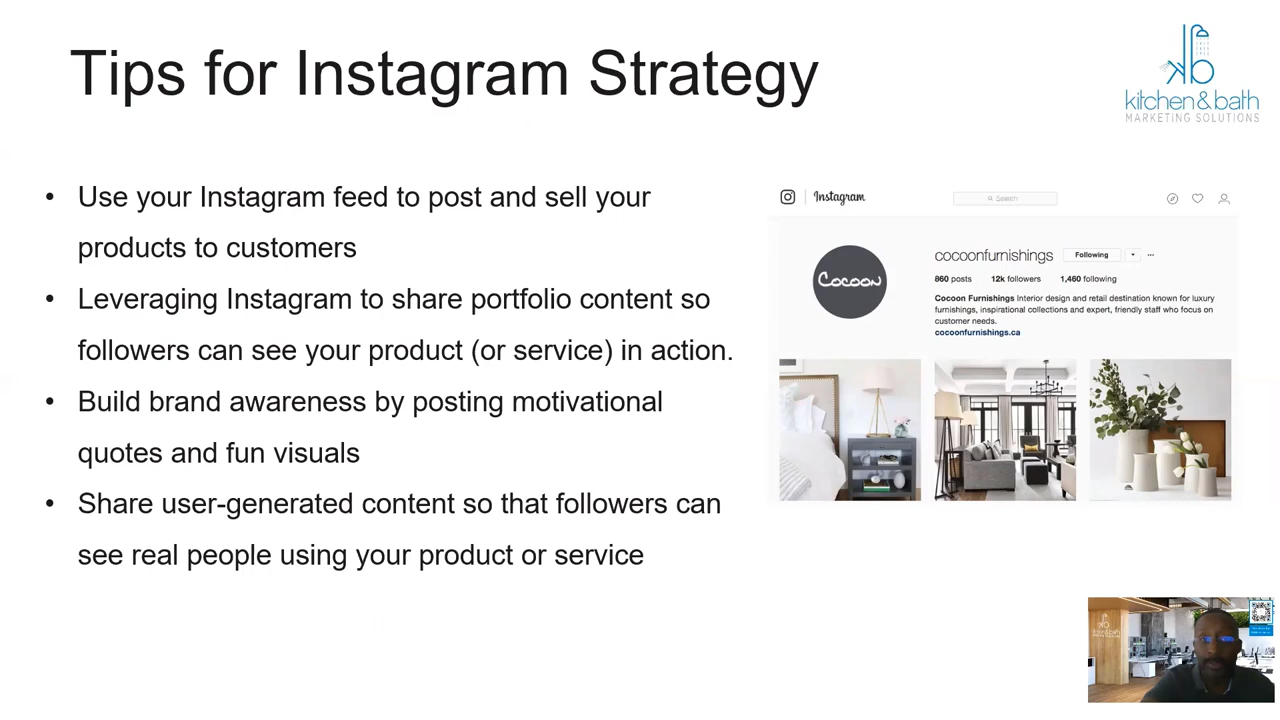 Tips for Instagram Strategy
kitchen & bath
MARKETING SOLUTIONS
• Use your Instagram feed to post and sell your
products to customers
• Leveraging Instagram to share portfolio content so
followers can see your product (or service) in action.
• Build brand awareness by posting motivational
quotes and fun visuals
• Share user-generated content so that followers can
see real people using your product or service
Instagram
Search
Cocoon
cocoonfurnishings Following
860 posts 12k followers 1,460 following
Cocoon Furnishings Interior design and retail destination known for luxury
furnishings, inspirational collections and expert, friendly staff who focus on
customer needs.
cocoonfurnishings.ca
kitchen & bath